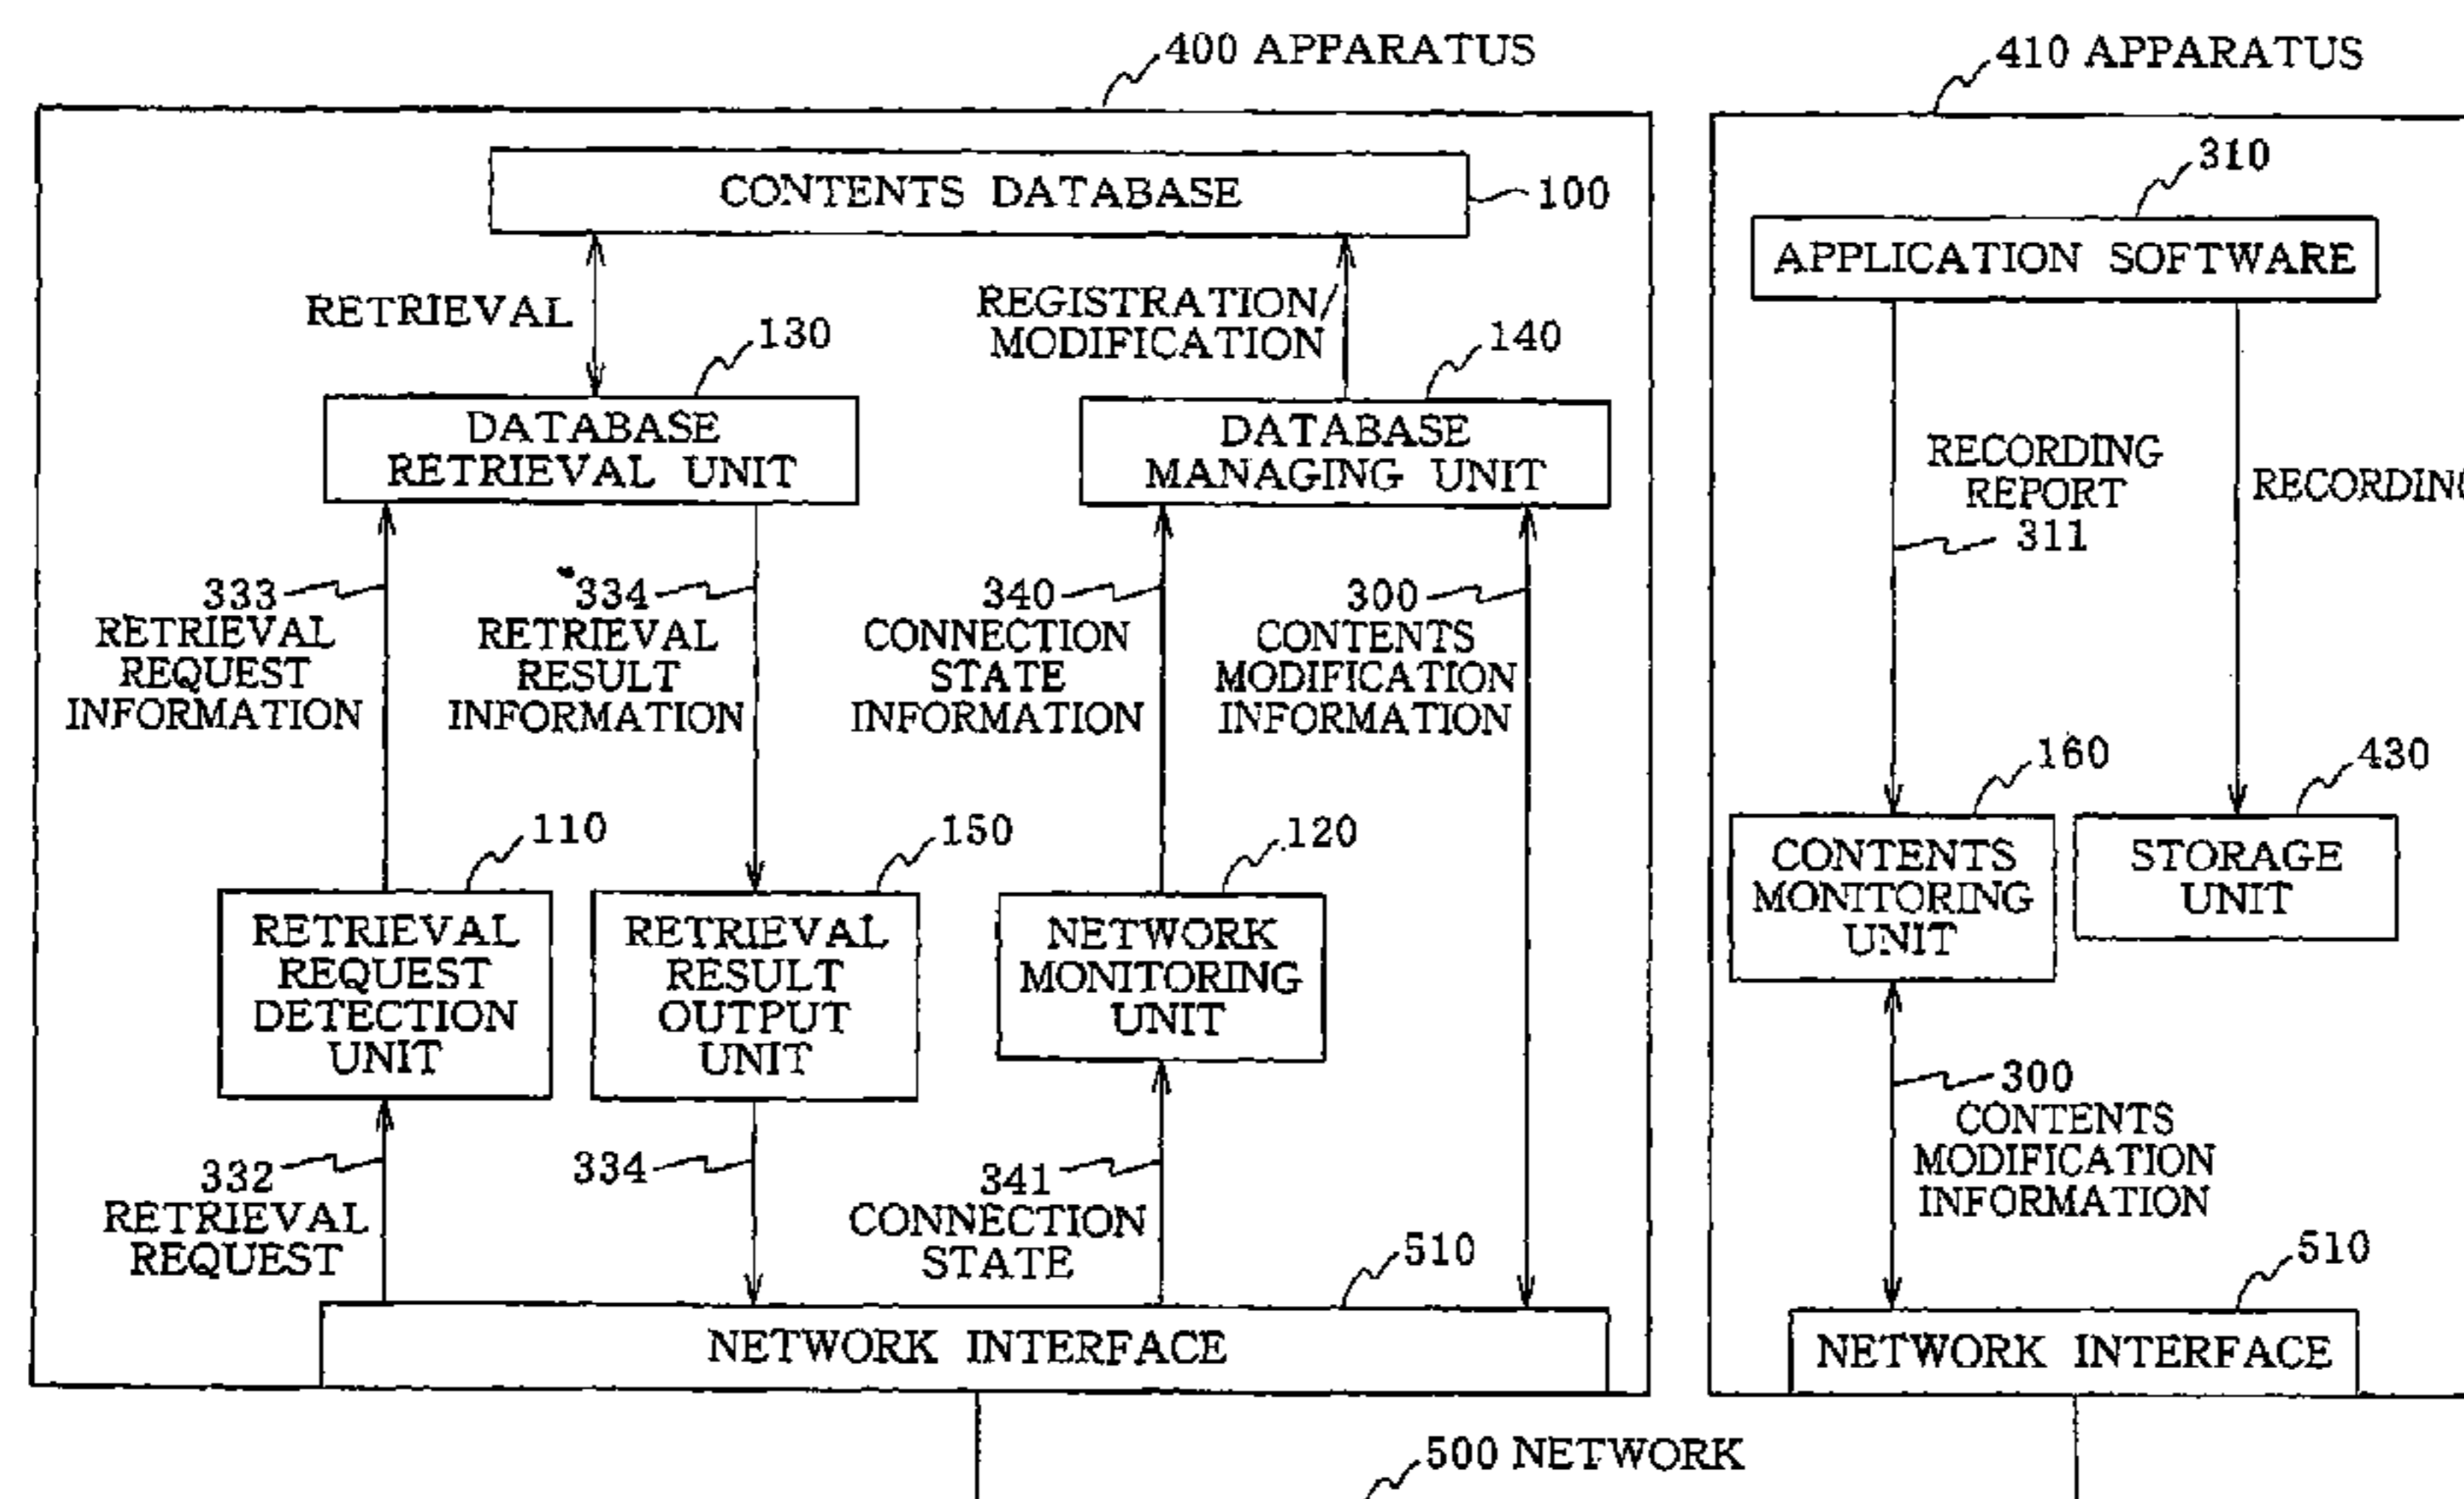 400 APPARATUS
CONTENTS DATABASE
100
RETRIEVAL
REGISTRATION/
MODIFICATION
130
140
DATABASE
RETRIEVAL UNIT
DATABASE
MANAGING UNIT
333
RETRIEVAL
REQUEST
INFORMATION
334
RETRIEVAL
RESULT
INFORMATION
340
CONNECTION
STATE
INFORMATION
300
CONTENTS
MODIFICATION
INFORMATION
110
150
120
RETRIEVAL
REQUEST
DETECTION
UNIT
RETRIEVAL
RESULT
OUTPUT
UNIT
NETWORK
MONITORING
UNIT
332
RETRIEVAL
REQUEST
334
341
CONNECTION
STATE
510
NETWORK INTERFACE
410 APPARATUS
310
APPLICATION SOFTWARE
RECORDING
REPORT
311
RECORDING
160
430
CONTENTS
MONITORING
UNIT
STORAGE
UNIT
300
CONTENTS
MODIFICATION
INFORMATION
510
NETWORK INTERFACE
500 NETWORK